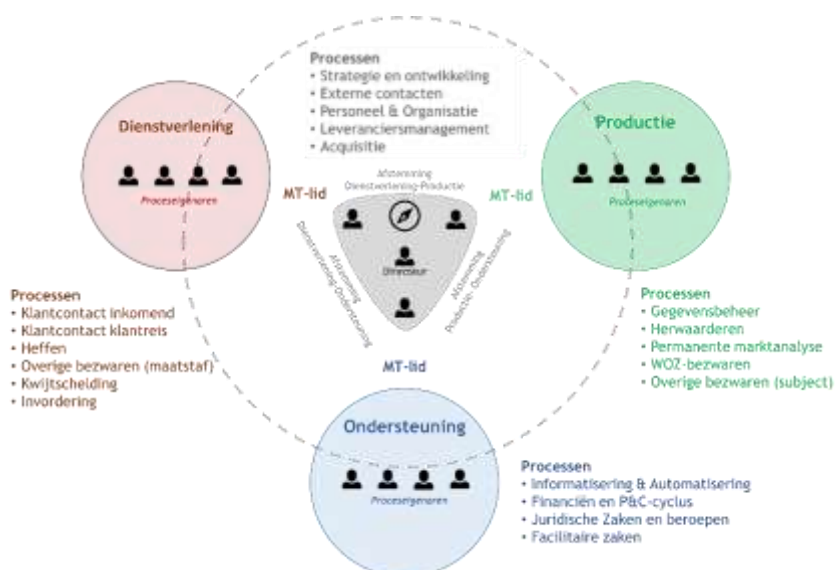 Processen
• Strategie en ontwikkeling
• Externe contacten
• Personeel & Organisatie
• Leveranciersmanagement
• Acquisitie
Dienstverlening
Proceseigenaren
Productie
Proceseigenaren
Afstemming
Dienstverlening-Productie
MT-lid
MT-lid
Directeur
Afstemming
Dienstverlening-Ondersteuning
Afstemming
Productie- Ondersteuning
MT-lid
Processen
• Klantcontact inkomend
• Klantcontact klantreis
• Heffen
• Overige bezwaren (maatstaf)
• Kwijtschelding
• Invordering
Processen
• Gegevensbeheer
• Herwaarderen
• Permanente marktanalyse
• WOZ-bezwaren
• Overige bezwaren (subject)
Ondersteuning
Proceseigenaren
Processen
• Informatisering & Automatisering
• Financiën en P&C-cyclus
• Juridische Zaken en beroepen
• Facilitaire zaken